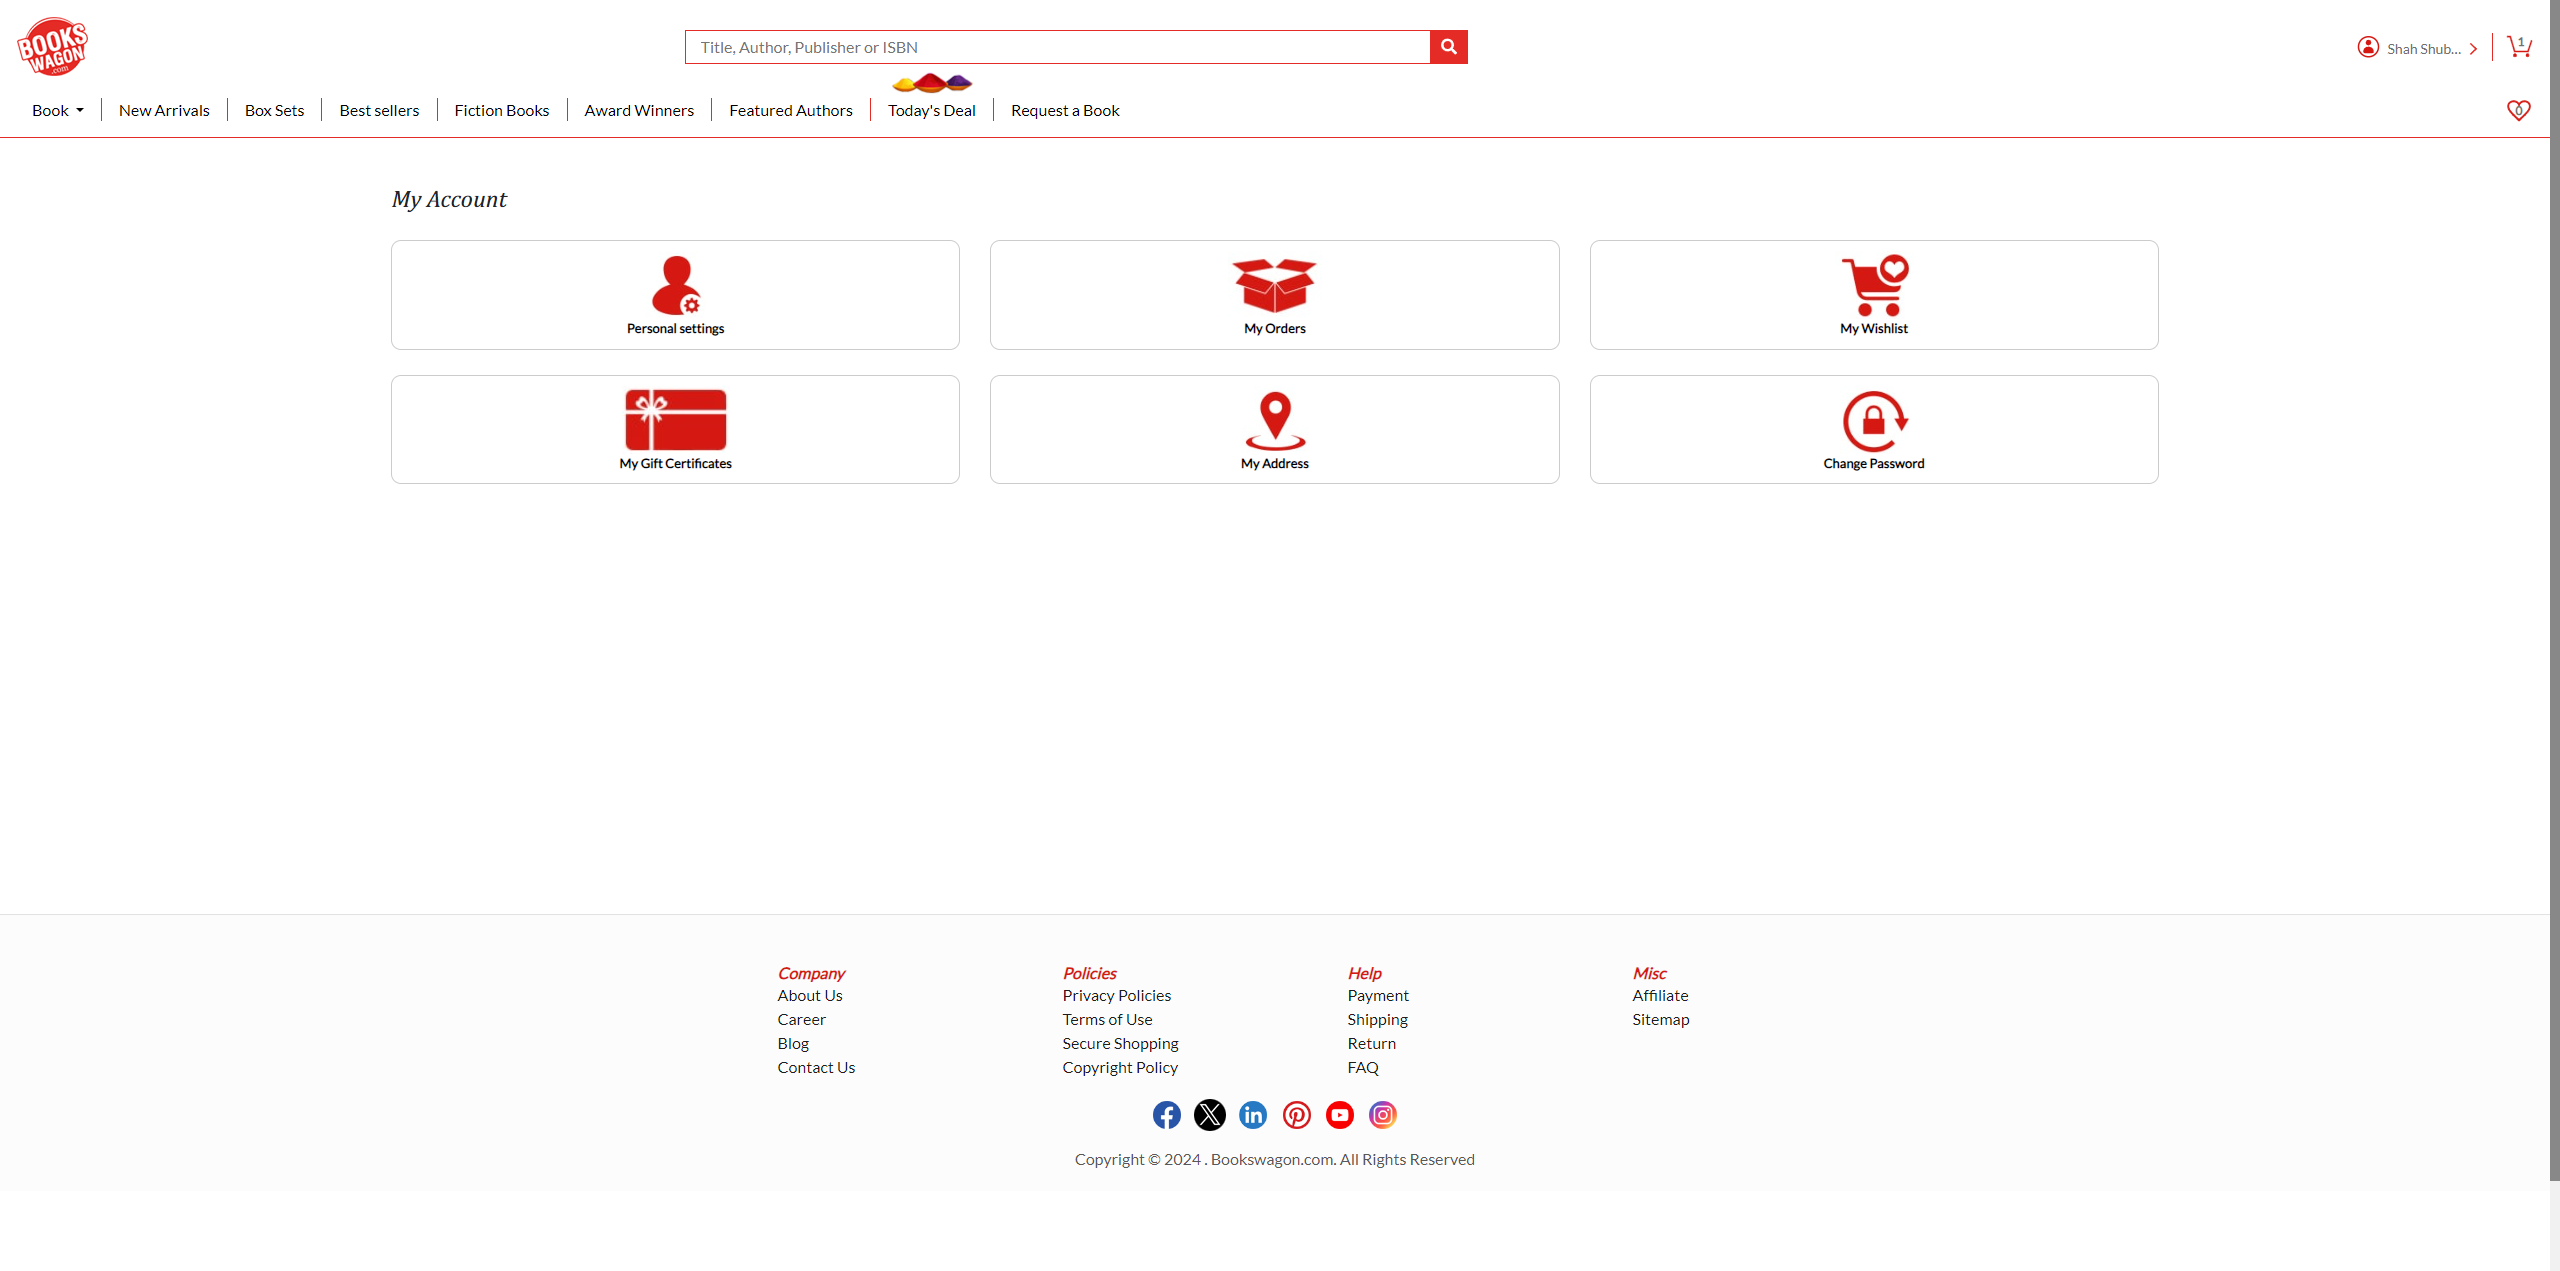 BOOKS
WAGON
.com
Title, Author, Publisher or ISBN
Shah Shub...
1
Book
New Arrivals
Box Sets
Best sellers
Fiction Books
Award Winners
Featured Authors
Today's Deal
Request a Book
0
My Account
Personal settings
My Orders
My Wishlist
My Gift Certificates
My Address
Change Password
Company
About Us
Career
Blog
Contact Us
Policies
Privacy Policies
Terms of Use
Secure Shopping
Copyright Policy
Help
Payment
Shipping
Return
FAQ
Misc
Affiliate
Sitemap
Copyright © 2024 . Bookswagon.com. All Rights Reserved